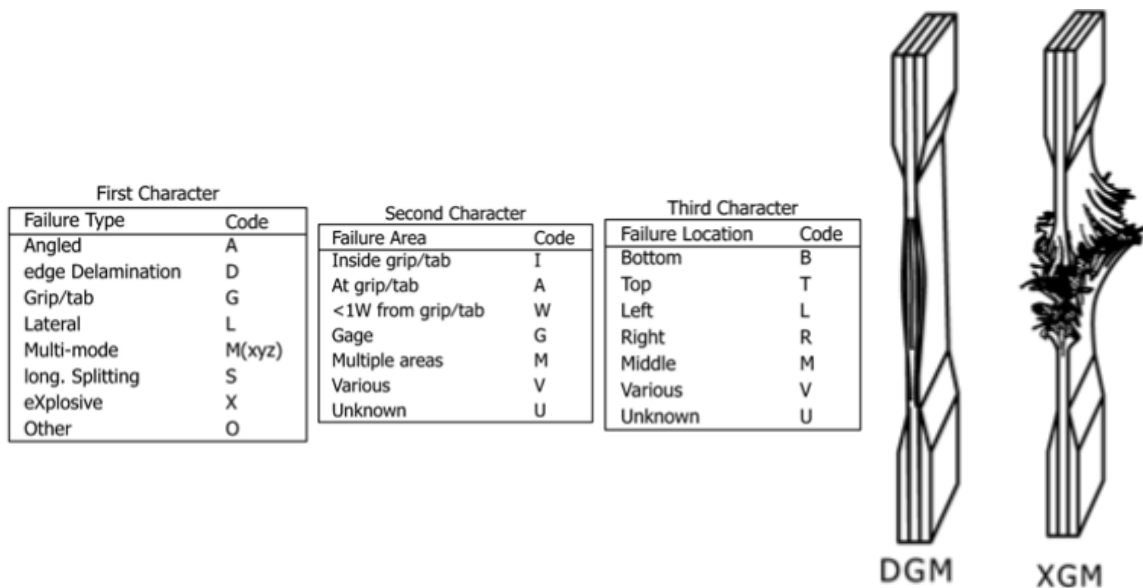 First Character
Failure Type Code
Angled A
edge Delamination D
Grip/tab G
Lateral L
Multi-mode M(xyz)
long. Splitting S
eXplosive X
Other O
Second Character
Failure Area Code
Inside grip/tab I
At grip/tab A
<1W from grip/tab W
Gage G
Multiple areas M
Various V
Unknown U
Third Character
Failure Location Code
Bottom B
Top T
Left L
Right R
Middle M
Various V
Unknown U
DGM XGM